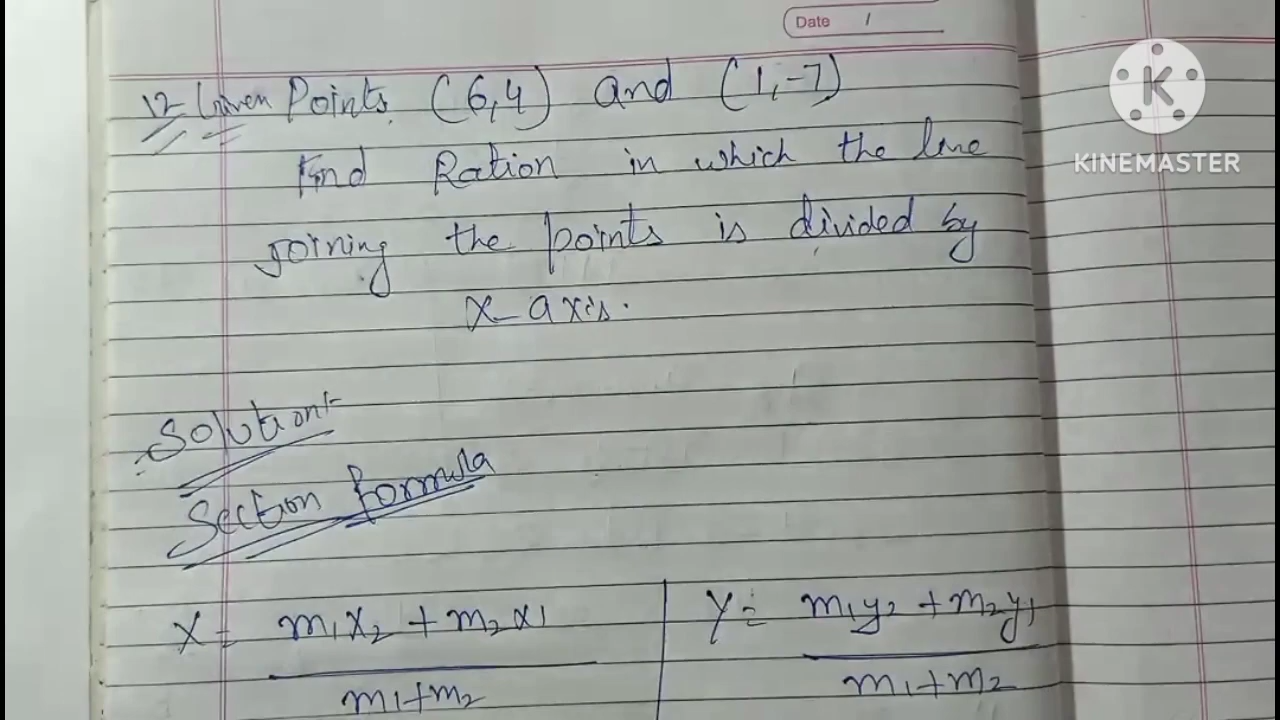 Date 1
12 Given Points (6,4) and (1,-7)
KINEMASTER
Find Ration in which the line
joining the points is divided by
x-axis.
Solution:-
Section formula
X = m₁x₂ + m₂x₁ / m₁+m₂
Y = m₁y₂ + m₂y₁ / m₁+m₂